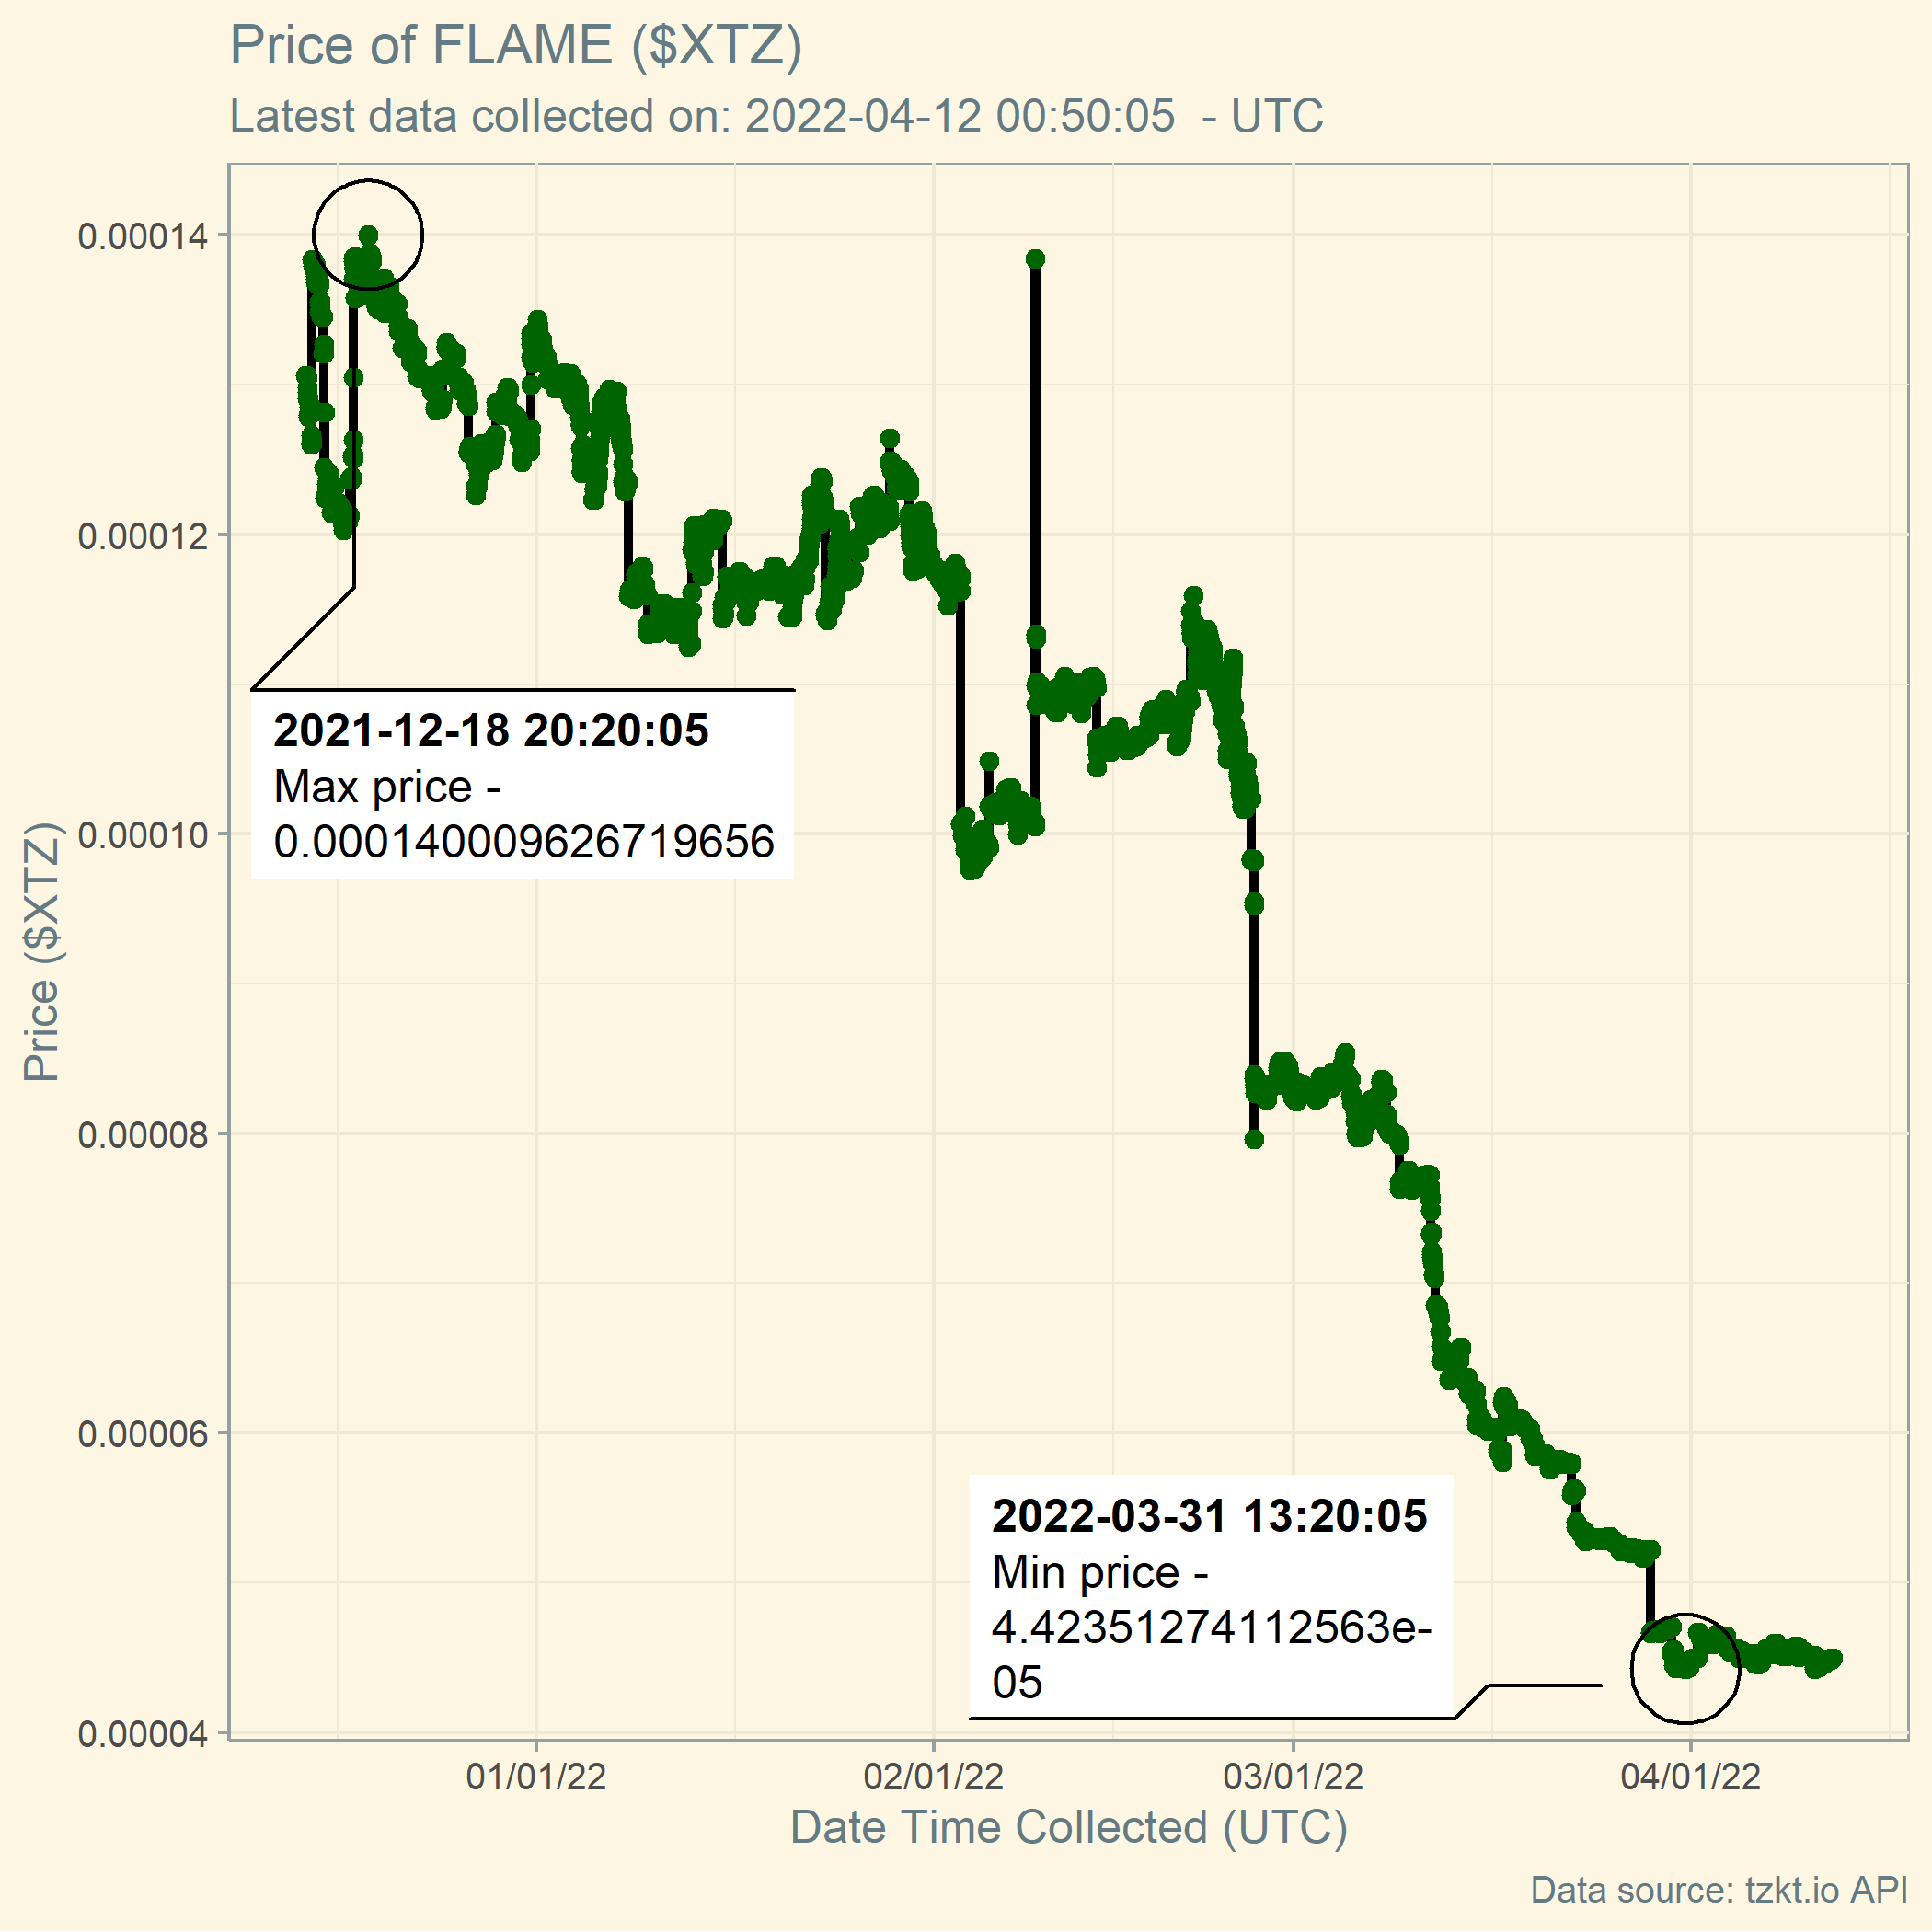 Price of FLAME ($XTZ)
Latest data collected on: 2022-04-12 00:50:05  - UTC
0.00014
0.00012
0.00010
0.00008
0.00006
0.00004
Price ($XTZ)
2021-12-18 20:20:05
Max price -
0.000140009626719656
2022-03-31 13:20:05
Min price -
4.42351274112563e-
05
01/01/22
02/01/22
03/01/22
04/01/22
Date Time Collected (UTC)
Data source: tzkt.io API